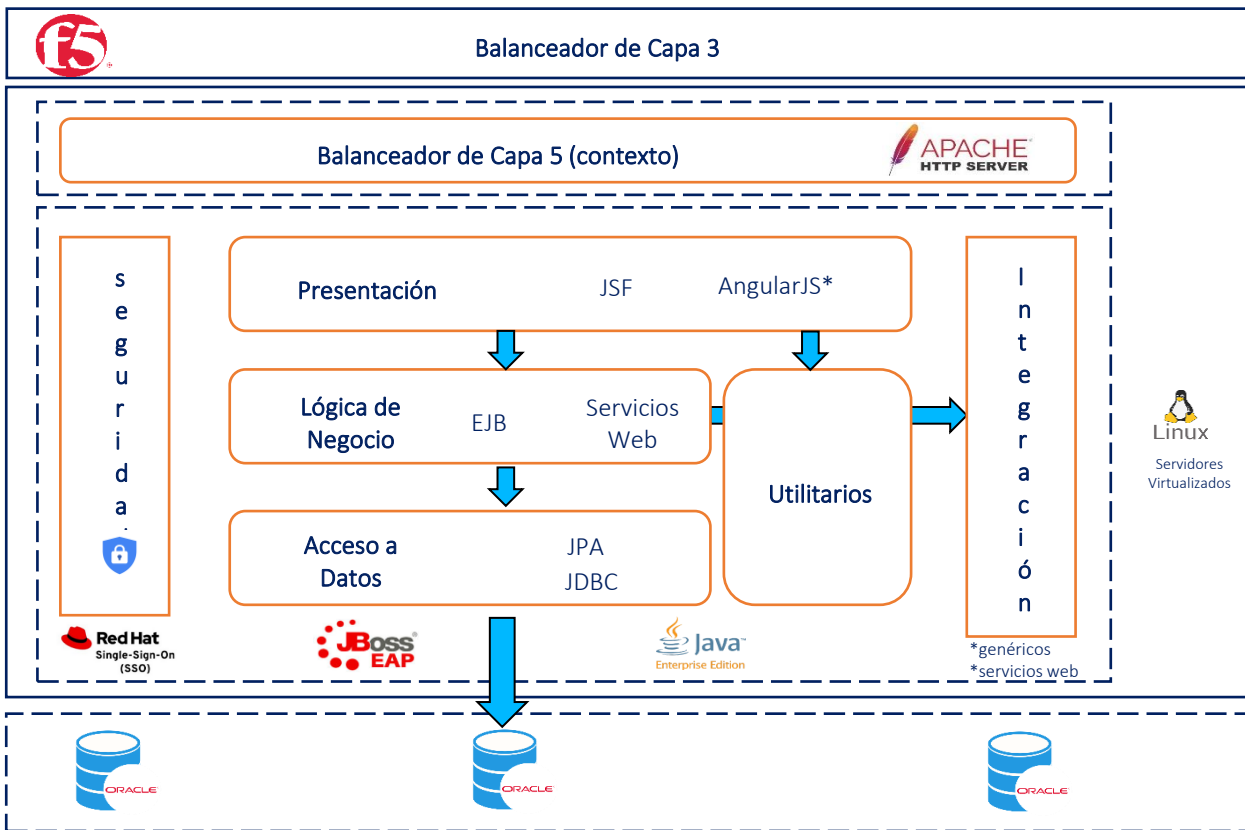 f5
Balanceador de Capa 3
Balanceador de Capa 5 (contexto)
APACHE
HTTP SERVER
s
e
g
u
r
i
d
a
Presentación
JSF
AngularJS*
Lógica de
Negocio
EJB
Servicios
Web
Utilitarios
Acceso a
Datos
JPA
JDBC
I
n
t
e
g
r
a
c
i
ó
n
Linux
Servidores
Virtualizados
Red Hat
Single-Sign-On
(SSO)
JBoss
EAP
Java
Enterprise Edition
*genéricos
*servicios web
ORACLE
ORACLE
ORACLE